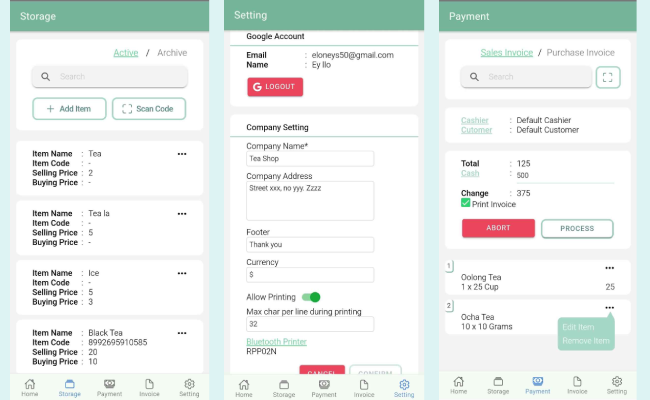 Storage
Active / Archive
Search
+ Add Item
Scan Code
Item Name : Tea
Item Code : -
Selling Price : 2
Buying Price : -
Item Name : Tea la
Item Code : -
Selling Price : 5
Buying Price : -
Item Name : Ice
Item Code : -
Selling Price : 5
Buying Price : 3
Item Name : Black Tea
Item Code : 8992695910585
Selling Price : 20
Buying Price : 10
Home Storage Payment Invoice Setting
Setting
Google Account
Email : eloneys50@gmail.com
Name : Ey llo
G LOGOUT
Company Setting
Company Name*
Tea Shop
Company Address
Street xxx, no yyy. Zzzz
Footer
Thank you
Currency
$
Allow Printing
Max char per line during printing
32
Bluetooth Printer
RPP02N
CANCEL CONFIRM
Home Storage Payment Invoice Setting
Payment
Sales Invoice / Purchase Invoice
Search
Cashier : Default Cashier
Cutomer : Default Customer
Total : 125
Cash : 500
Change : 375
Print Invoice
ABORT PROCESS
1
Oolong Tea
1 x 25 Cup 25
2
Ocha Tea
10 x 10 Grams
Edit Item
Remove Item
Home Storage Payment Invoice Setting